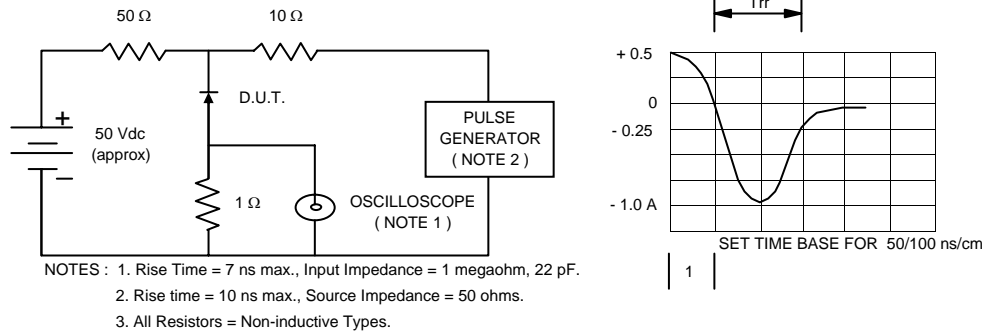 50 Ω
10 Ω
D.U.T.
+
50 Vdc
(approx)
−
1 Ω
PULSE
GENERATOR
( NOTE 2 )
OSCILLOSCOPE
( NOTE 1 )
NOTES : 1. Rise Time = 7 ns max., Input Impedance = 1 megaohm, 22 pF.
2. Rise time = 10 ns max., Source Impedance = 50 ohms.
3. All Resistors = Non-inductive Types.
Trr
+ 0.5
0
- 0.25
- 1.0 A
SET TIME BASE FOR 50/100 ns/cm
1